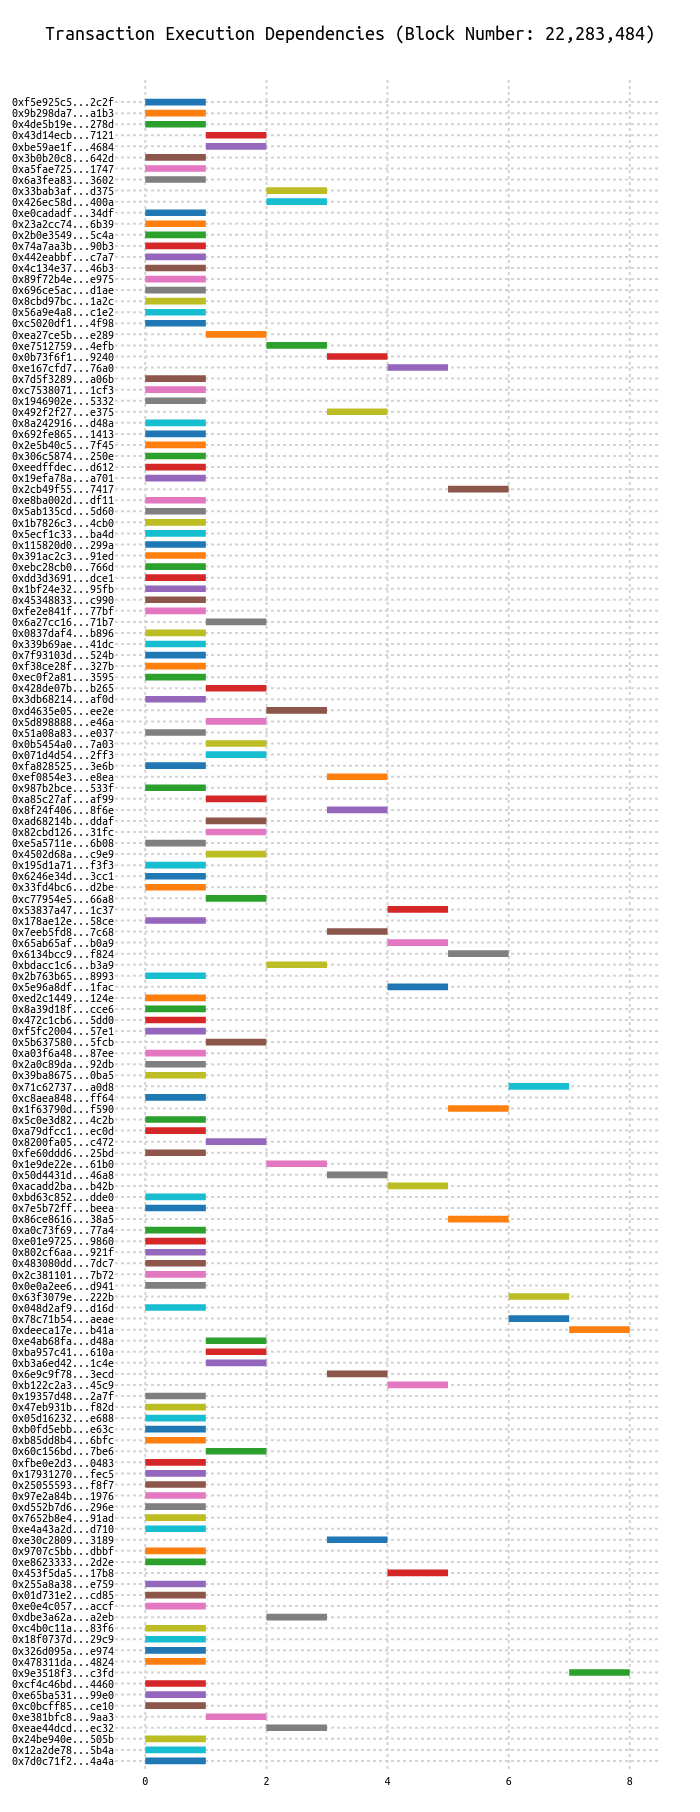 Transaction Execution Dependencies (Block Number: 22,283,484)
0xf5e925c5...2c2f
0x9b298da7...a1b3
0x4de5b19e...278d
0x43d14ecb...7121
0xbe59ae1f...4684
0x3b0b20c8...642d
0xa5fae725...1747
0x6a3fea83...3602
0x33bab3af...d375
0x426ec58d...400a
0xe0cadadf...34df
0x23a2cc74...6b39
0x2b0e3549...5c4a
0x74a7aa3b...90b3
0x442eabbf...c7a7
0x4c134e37...46b3
0x89f72b4e...e975
0x696ce5ac...d1ae
0x8cbd97bc...1a2c
0x56a9e4a8...c1e2
0xc5020df1...4f98
0xea27ce5b...e289
0xe7512759...4efb
0x0b73f6f1...9240
0xe167cfd7...76a0
0x7d5f3289...a06b
0xc7538071...1cf3
0x1946902e...5332
0x492f2f27...e375
0x8a242916...d48a
0x692fe865...1413
0x2e5b40c5...7f45
0x306c5874...250e
0xeedffdec...d612
0x19efa78a...a701
0x2cb49f55...7417
0xe8ba002d...df11
0x5ab135cd...5d60
0x1b7826c3...4cb0
0x5ecf1c33...ba4d
0x115820d0...299a
0x391ac2c3...91ed
0xebc28cb0...766d
0xdd3d3691...dce1
0x1bf24e32...95fb
0x45348833...c990
0xfe2e841f...77bf
0x6a27cc16...71b7
0x0837daf4...b896
0x339b69ae...41dc
0x7f93103d...524b
0xf38ce28f...327b
0xec0f2a81...3595
0x428de07b...b265
0x3db68214...af0d
0xd4635e05...ee2e
0x5d898888...e46a
0x51a08a83...e037
0x0b5454a0...7a03
0x071d4d54...2ff3
0xfa828525...3e6b
0xef0854e3...e8ea
0x987b2bce...533f
0xa85c27af...af99
0x8f24f406...8f6e
0xad68214b...ddaf
0x82cbd126...31fc
0xe5a5711e...6b08
0x4502d68a...c9e9
0x195d1a71...f3f3
0x6246e34d...3cc1
0x33fd4bc6...d2be
0xc77954e5...66a8
0x53837a47...1c37
0x178ae12e...58ce
0x7eeb5fd8...7c68
0x65ab65af...b0a9
0x6134bcc9...f824
0xbdacc1c6...b3a9
0x2b763b65...8993
0x5e96a8df...1fac
0xed2c1449...124e
0x8a39d18f...cce6
0x472c1cb6...5dd0
0xf5fc2004...57e1
0x5b637580...5fcb
0xa03f6a48...87ee
0x2a0c89da...92db
0x39ba8675...0ba5
0x71c62737...a0d8
0xc8aea848...ff64
0x1f63790d...f590
0x5c0e3d82...4c2b
0xa79dfcc1...ec0d
0x8200fa05...c472
0xfe60ddd6...25bd
0x1e9de22e...61b0
0x50d4431d...46a8
0xacadd2ba...b42b
0xbd63c852...dde0
0x7e5b72ff...beea
0x86ce8616...38a5
0xa0c73f69...77a4
0xe01e9725...9860
0x802cf6aa...921f
0x483080dd...7dc7
0x2c381101...7b72
0x0e0a2ee6...d941
0x63f3079e...222b
0x048d2af9...d16d
0x78c71b54...aeae
0xdeeca17e...b41a
0xe4ab68fa...d48a
0xba957c41...610a
0xb3a6ed42...1c4e
0x6e9c9f78...3ecd
0xb122c2a3...45c9
0x19357d48...2a7f
0x47eb931b...f82d
0x05d16232...e688
0xb0fd5ebb...e63c
0xb85dd8b4...6bfc
0x60c156bd...7be6
0xfbe0e2d3...0483
0x17931270...fec5
0x25055593...f8f7
0x97e2a84b...1976
0xd552b7d6...296e
0x7652b8e4...91ad
0xe4a43a2d...d710
0xe30c2809...3189
0x9707c5bb...dbbf
0xe8623333...2d2e
0x453f5da5...17b8
0x255a8a38...e759
0x01d731e2...cd85
0xe0e4c057...accf
0xdbe3a62a...a2eb
0xc4b0c11a...83f6
0x18f0737d...29c9
0x326d095a...e974
0x478311da...4824
0x9e3518f3...c3fd
0xcf4c46bd...4460
0xe65ba531...99e0
0xc0bcff85...ce10
0xe381bfc8...9aa3
0xeae44dcd...ec32
0x24be940e...505b
0x12a2de78...5b4a
0x7d0c71f2...4a4a
0 2 4 6 8